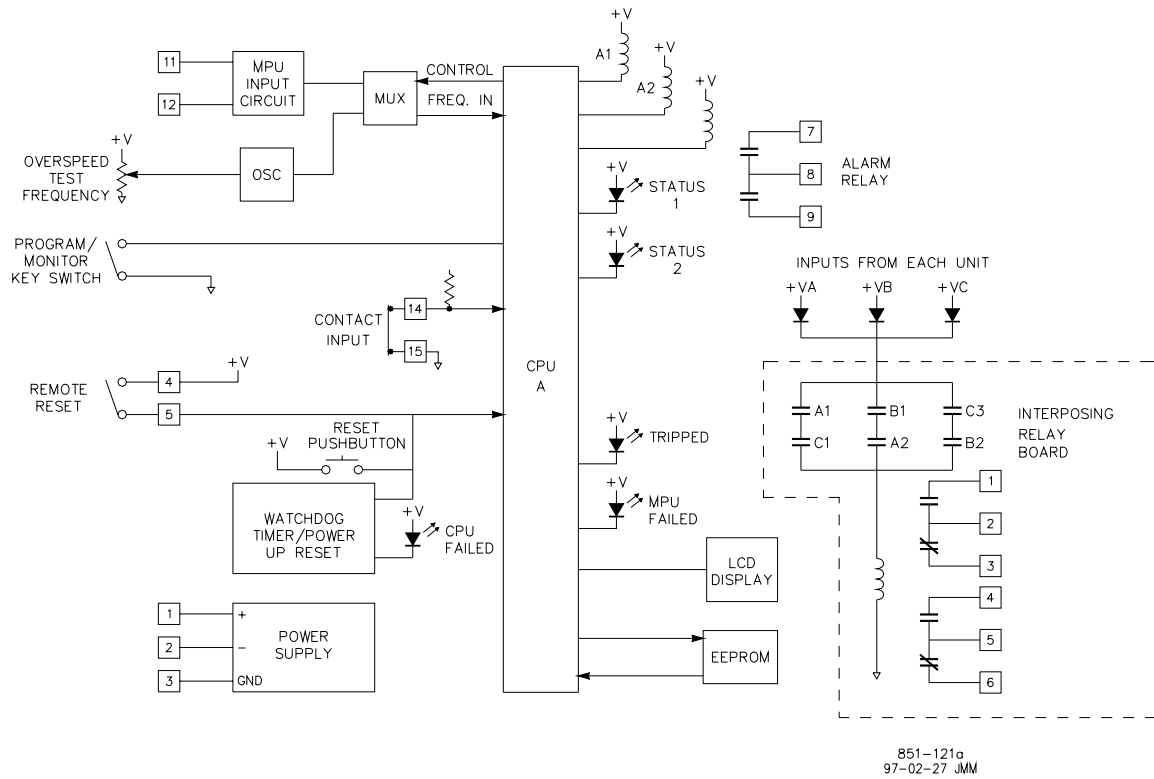 11
12
MPU
INPUT
CIRCUIT
MUX
CONTROL
FREQ. IN
+V
OVERSPEED
TEST
FREQUENCY
OSC
PROGRAM/
MONITOR
KEY SWITCH
CONTACT
INPUT
14
15
REMOTE
RESET
4
5
+V
RESET
PUSHBUTTON
+V
WATCHDOG
TIMER/POWER
UP RESET
+V
CPU
FAILED
1
2
3
+
-
GND
POWER
SUPPLY
CPU
A
+V
A1
+V
A2
+V
+V
STATUS
1
+V
STATUS
2
+V
TRIPPED
+V
MPU
FAILED
LCD
DISPLAY
EEPROM
7
8
9
ALARM
RELAY
INPUTS FROM EACH UNIT
+VA
+VB
+VC
A1
B1
C3
C1
A2
B2
INTERPOSING
RELAY
BOARD
1
2
3
4
5
6
851-121a
97-02-27 JMM